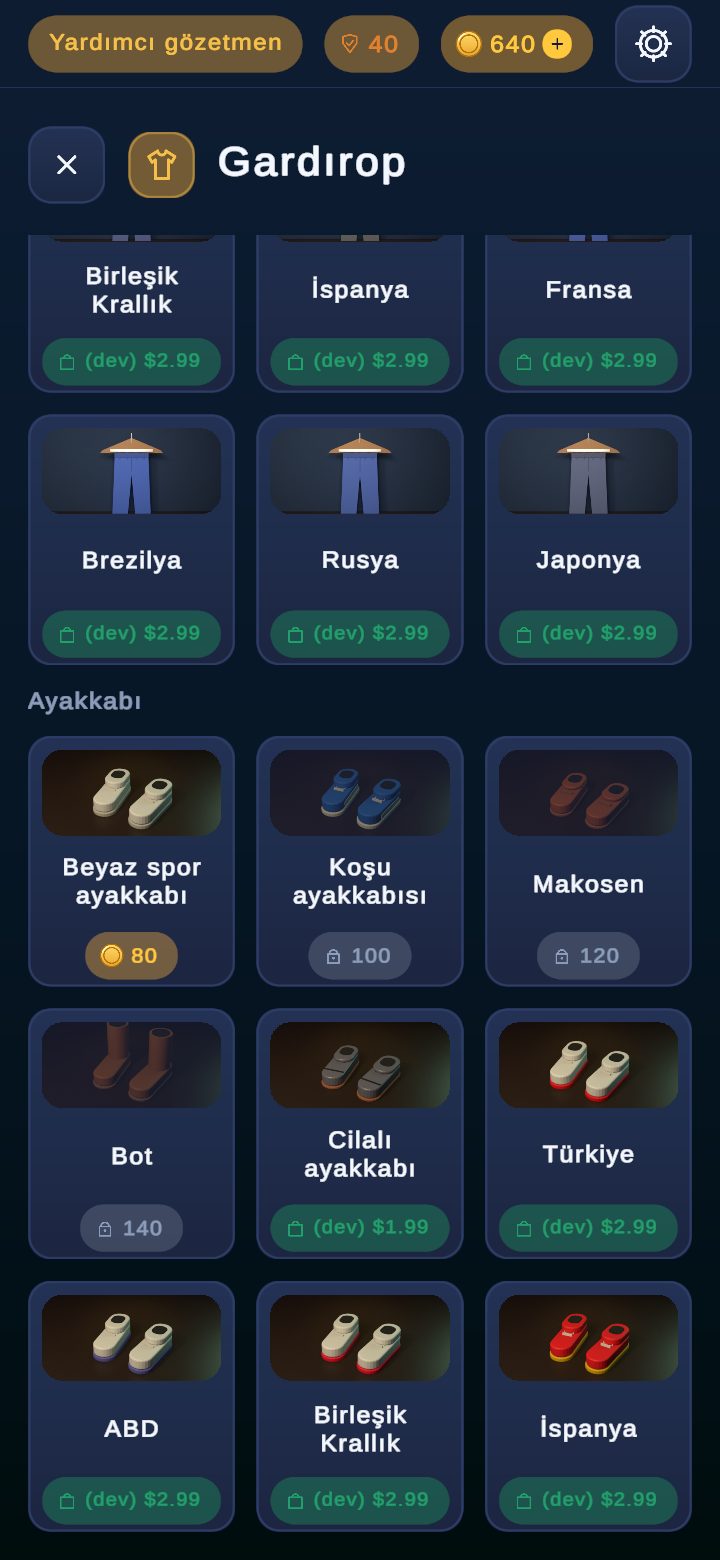 Yardımcı gözetmen
40
640 +
Gardırop
Birleşik
Krallık
İspanya
Fransa
(dev) $2.99
(dev) $2.99
(dev) $2.99
Brezilya
Rusya
Japonya
(dev) $2.99
(dev) $2.99
(dev) $2.99
Ayakkabı
Beyaz spor
ayakkabı
Koşu
ayakkabısı
Makosen
80
100
120
Bot
Cilalı
ayakkabı
Türkiye
140
(dev) $1.99
(dev) $2.99
ABD
Birleşik
Krallık
İspanya
(dev) $2.99
(dev) $2.99
(dev) $2.99